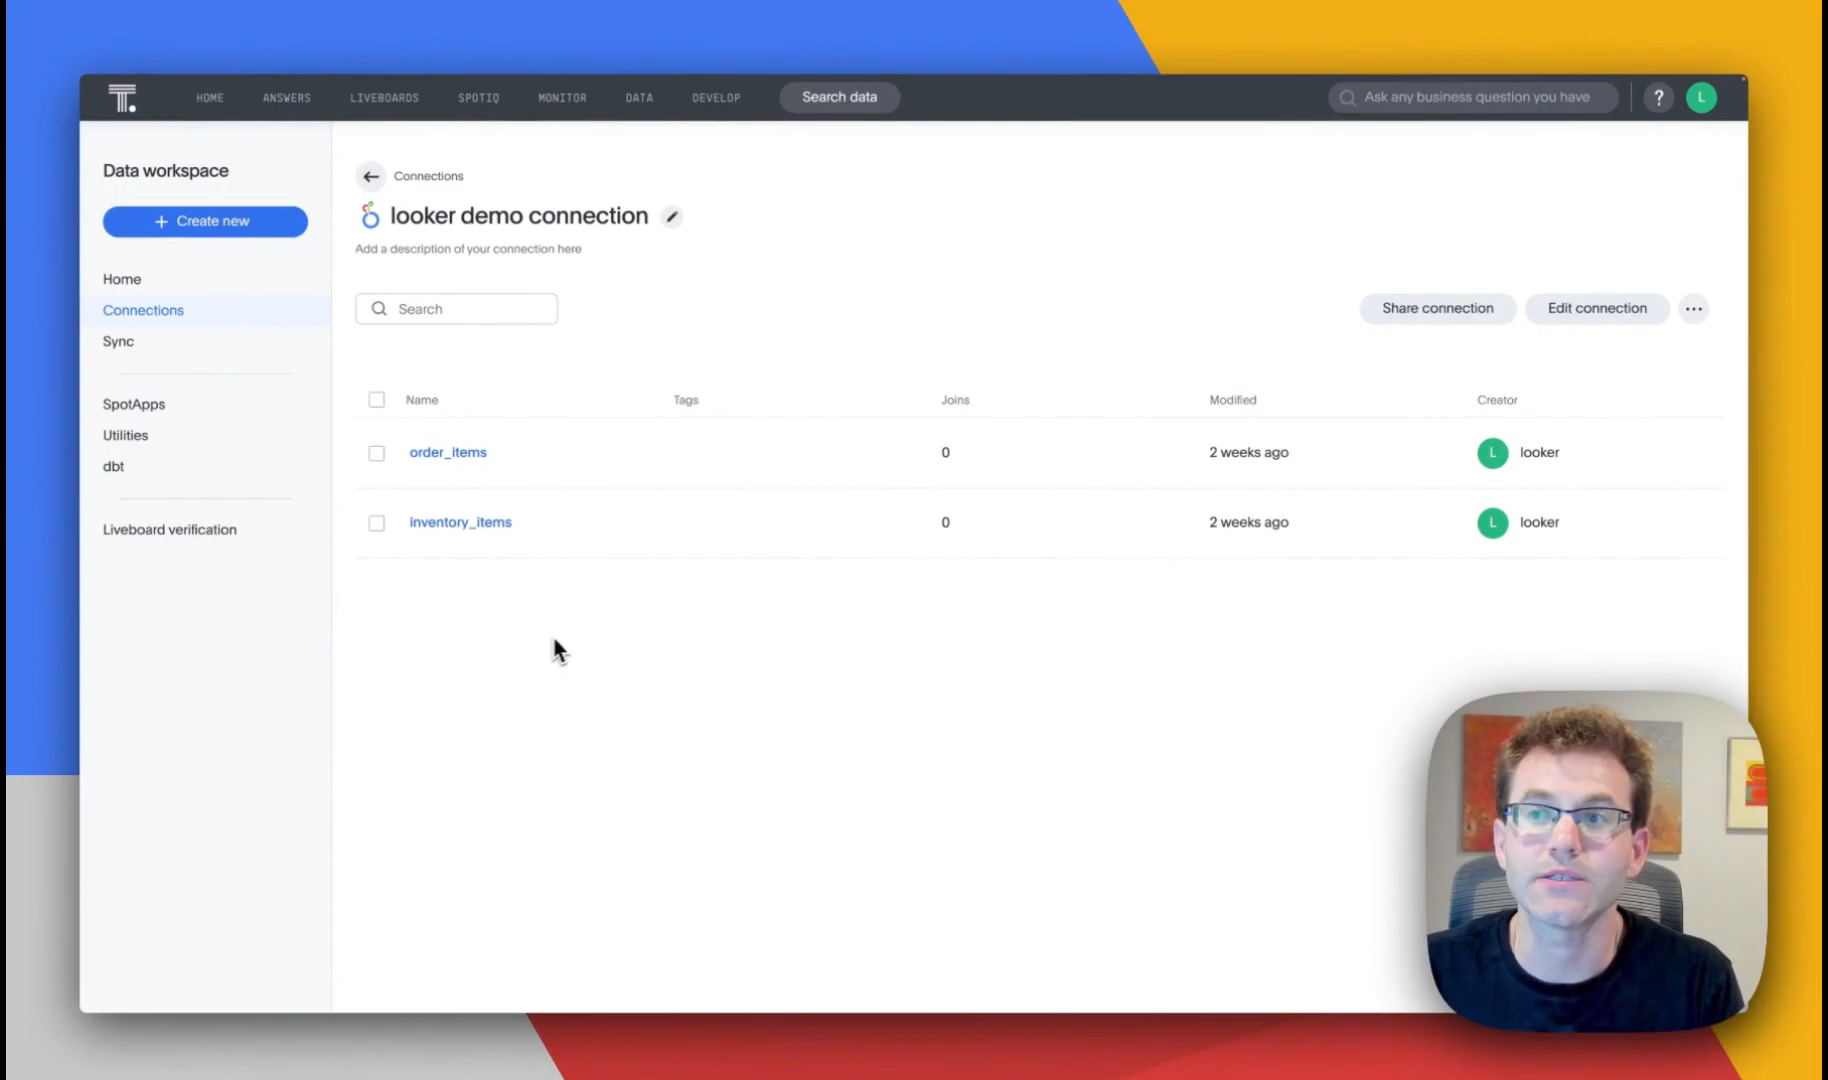 T.
HOME
ANSWERS
LIVEBOARDS
SPOTIQ
MONITOR
DATA
DEVELOP
Search data
Ask any business question you have
?
L
Data workspace
+ Create new
Home
Connections
Sync
SpotApps
Utilities
dbt
Liveboard verification
Connections
looker demo connection
Add a description of your connection here
Search
Share connection
Edit connection
...
Name Tags Joins Modified Creator
order_items 0 2 weeks ago L looker
inventory_items 0 2 weeks ago L looker